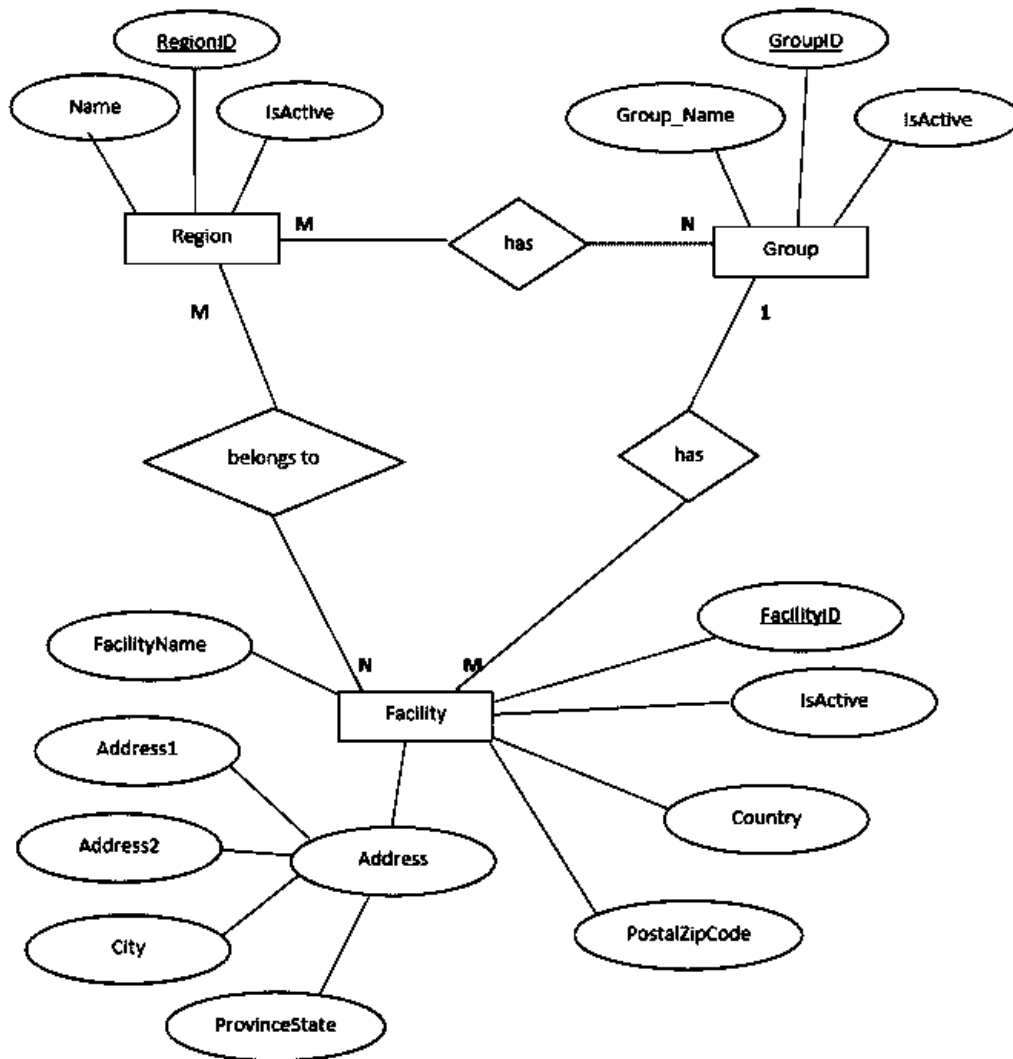 RegionID
GroupID
Name
IsActive
Group_Name
IsActive
M
N
Region
has
Group
M
1
belongs to
has
FacilityID
FacilityName
N
M
IsActive
Facility
Address1
Country
Address2
Address
PostalZipCode
City
ProvinceState